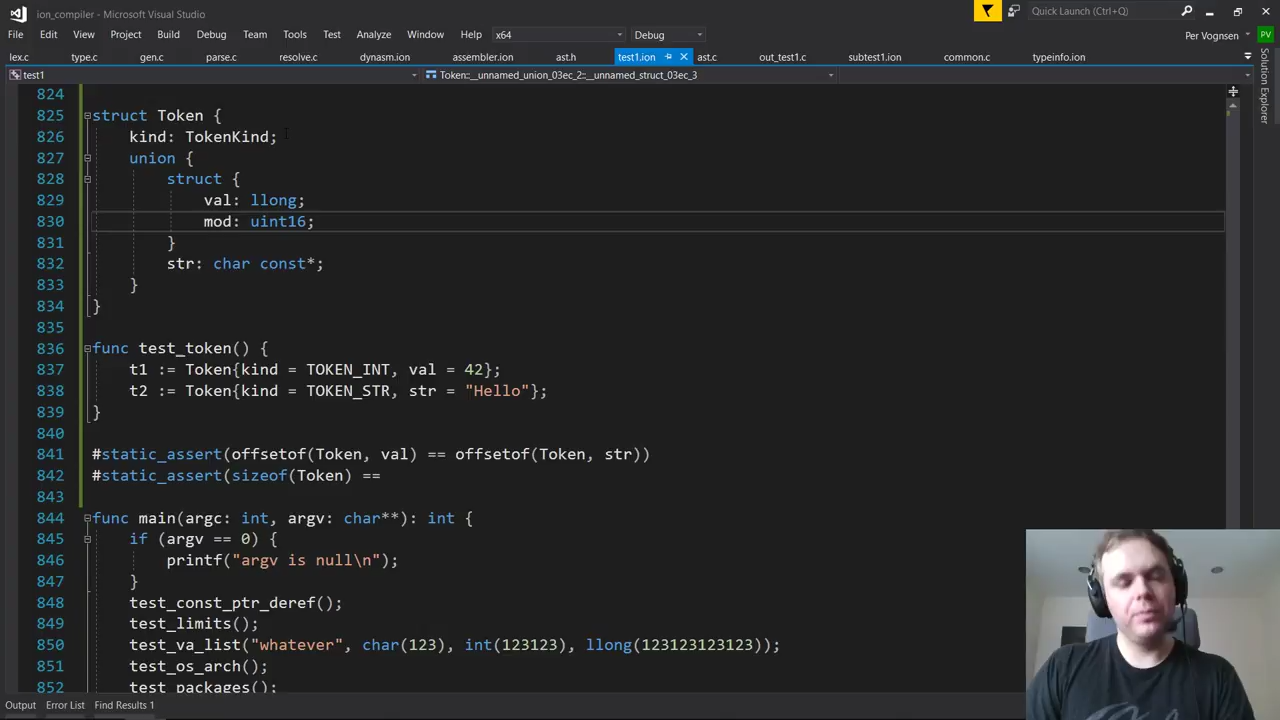 ion_compiler - Microsoft Visual Studio
Quick Launch (Ctrl+Q)
File Edit View Project Build Debug Team Tools Test Analyze Window Help x64 Debug Per Vognsen PV
lex.c type.c gen.c parse.c resolve.c dynasm.ion assembler.ion ast.h test1.ion ast.c out_test1.c subtest1.ion common.c typeinfo.ion
test1 Token::__unnamed_union_03ec_2::__unnamed_struct_03ec_3
Solution Explorer
824
825 struct Token {
826 kind: TokenKind;
827 union {
828 struct {
829 val: llong;
830 mod: uint16;
831 }
832 str: char const*;
833 }
834 }
835
836 func test_token() {
837 t1 := Token{kind = TOKEN_INT, val = 42};
838 t2 := Token{kind = TOKEN_STR, str = "Hello"};
839 }
840
841 #static_assert(offsetof(Token, val) == offsetof(Token, str))
842 #static_assert(sizeof(Token) ==
843
844 func main(argc: int, argv: char**): int {
845 if (argv == 0) {
846 printf("argv is null\n");
847 }
848 test_const_ptr_deref();
849 test_limits();
850 test_va_list("whatever", char(123), int(123123), llong(123123123123));
851 test_os_arch();
852 test_packages();
Output Error List Find Results 1